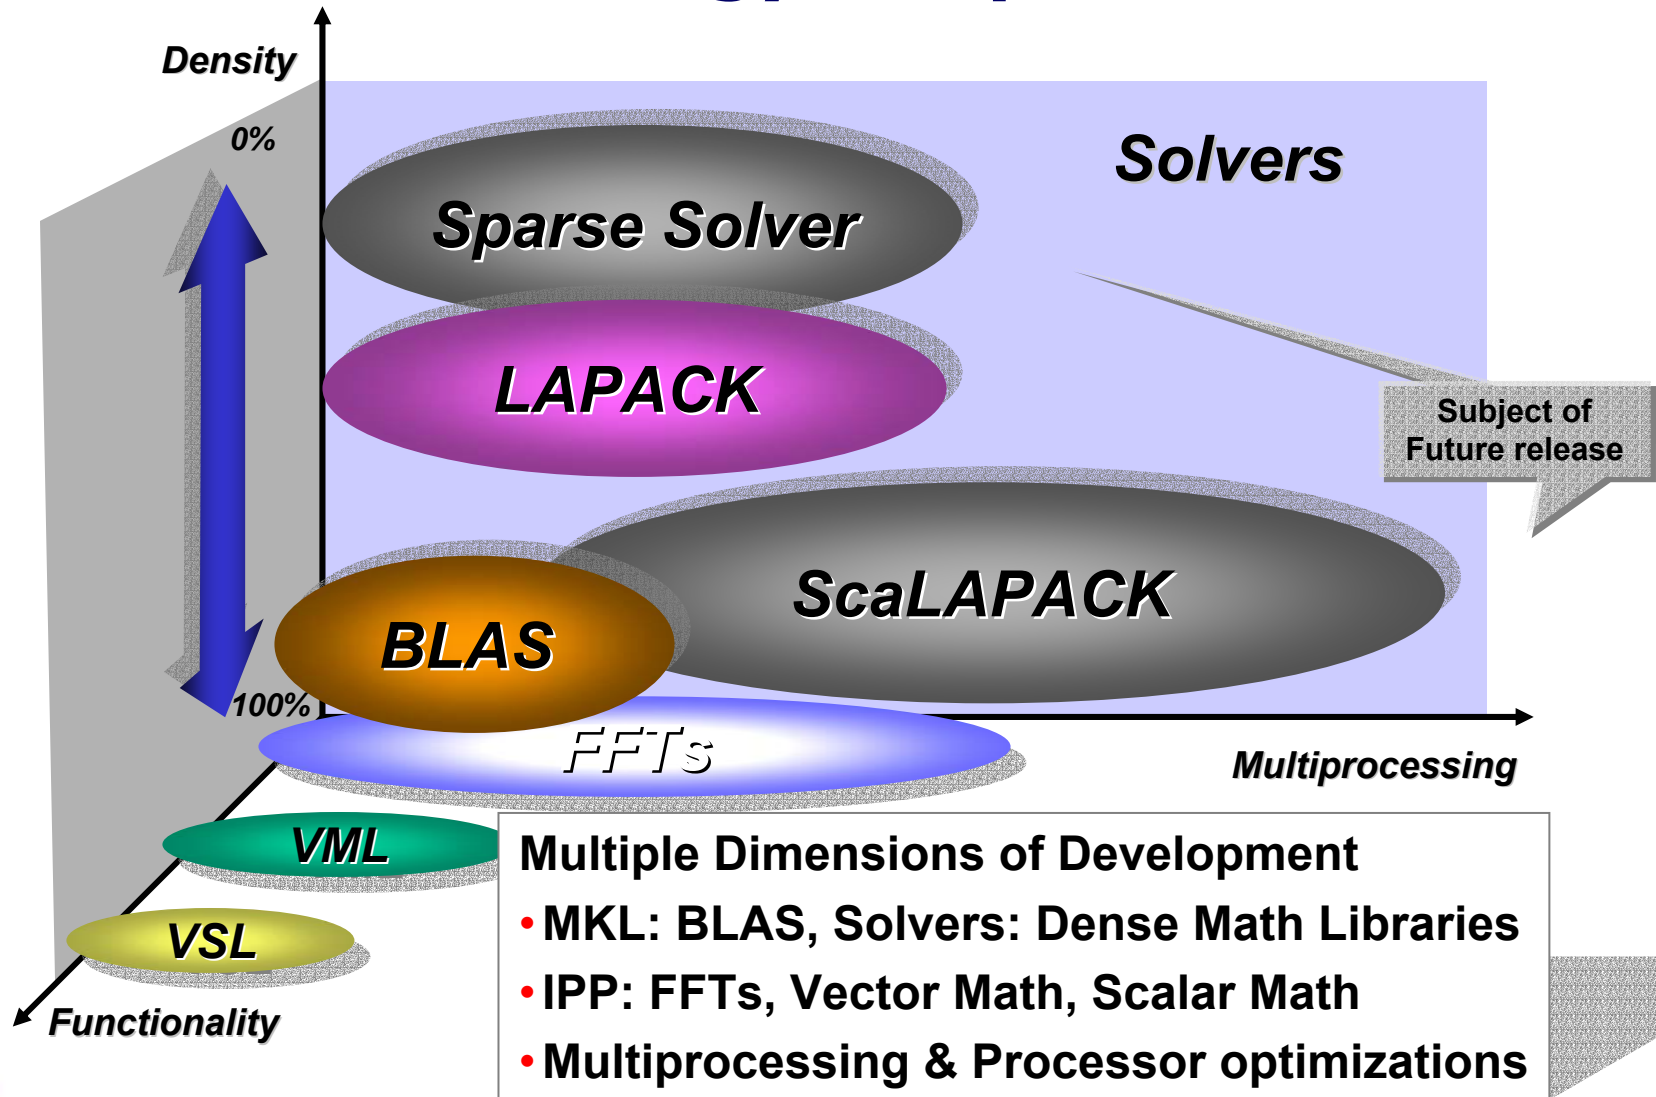 Density
0%
Solvers
Sparse Solver
LAPACK
Subject of
Future release
ScaLAPACK
BLAS
100%
FFTs
Multiprocessing
VML
VSL
Functionality
Multiple Dimensions of Development
• MKL: BLAS, Solvers: Dense Math Libraries
• IPP: FFTs, Vector Math, Scalar Math
• Multiprocessing & Processor optimizations